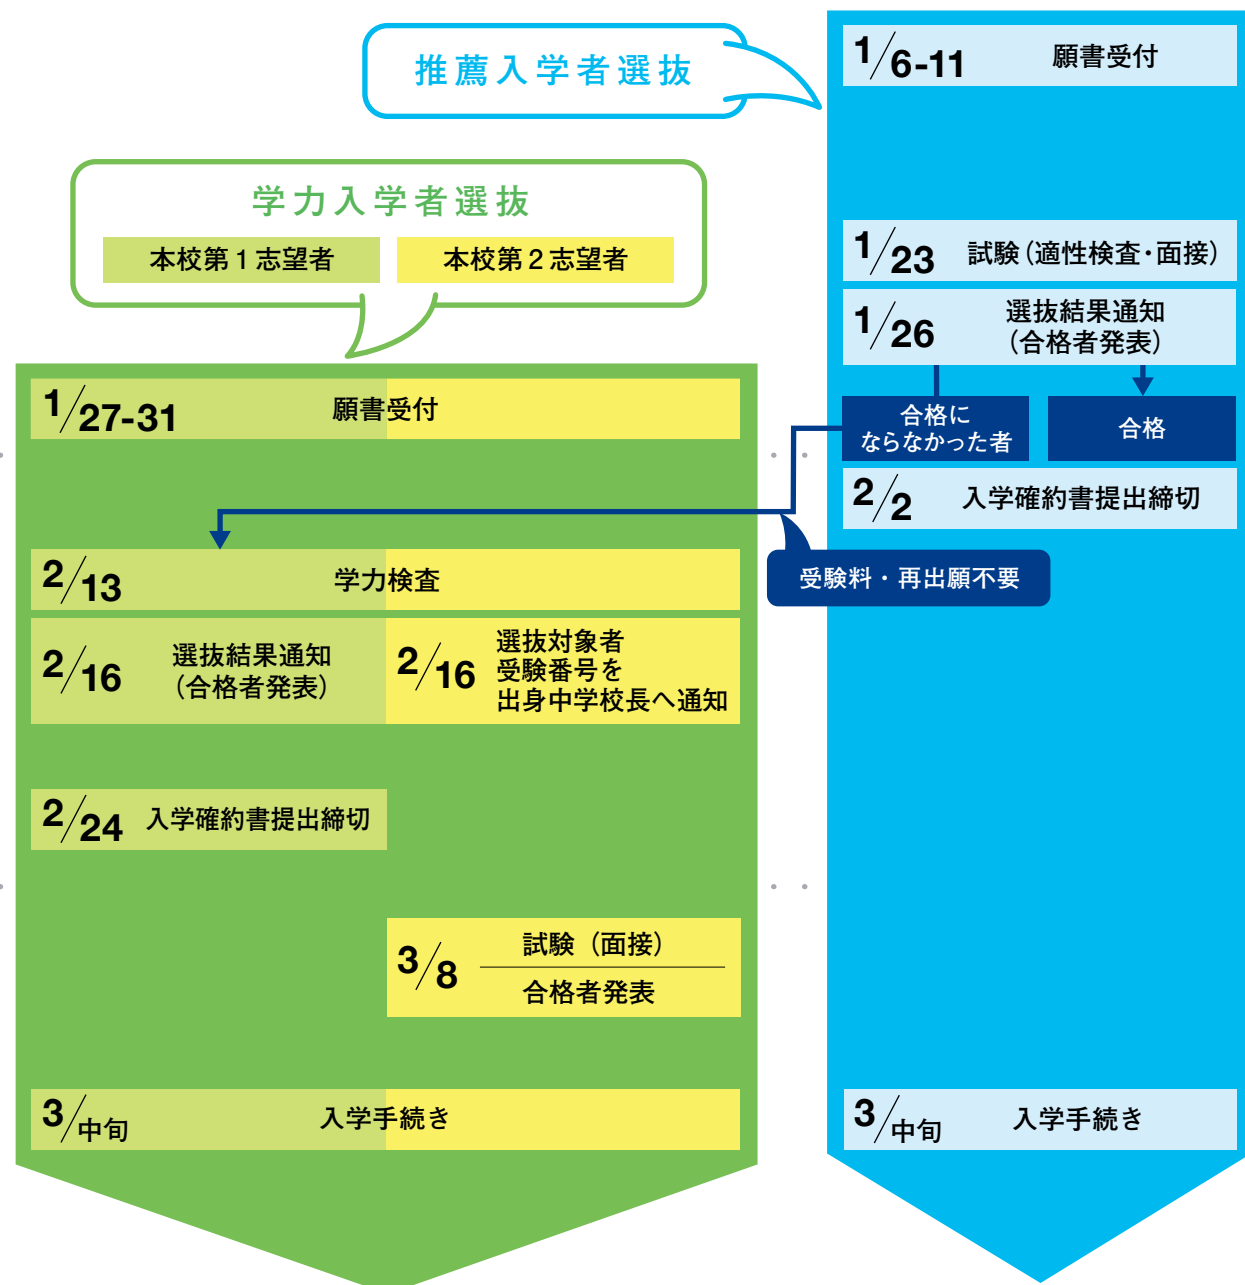 推薦入学者選抜
1/6-11 願書受付
1/23 試験（適性検査・面接）
1/26 選抜結果通知
（合格者発表）
合格に
ならなかった者
合格
2/2 入学確約書提出締切
受験料・再出願不要
3/中旬 入学手続き
学力入学者選抜
本校第1志望者 本校第2志望者
1/27-31 願書受付
2/13 学力検査
2/16 選抜結果通知
（合格者発表）
2/16 選抜対象者
受験番号を
出身中学校長へ通知
2/24 入学確約書提出締切
3/8 試験（面接）
合格者発表
3/中旬 入学手続き